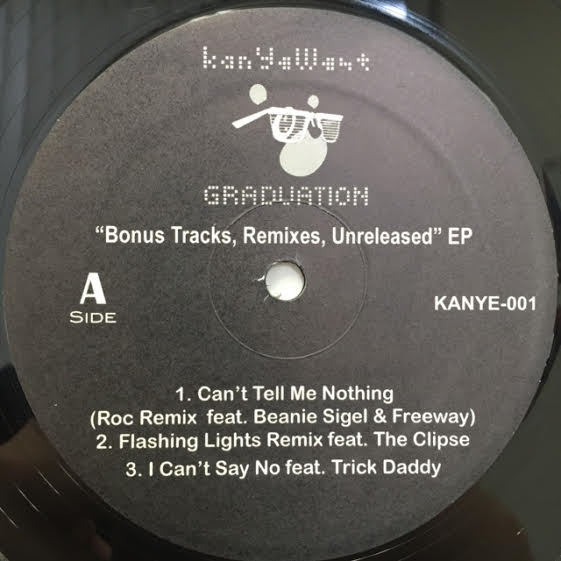 kanYeWest
GRADUATION
“Bonus Tracks, Remixes, Unreleased” EP
A
SIDE
KANYE-001
1. Can’t Tell Me Nothing
(Roc Remix feat. Beanie Sigel & Freeway)
2. Flashing Lights Remix feat. The Clipse
3. I Can’t Say No feat. Trick Daddy